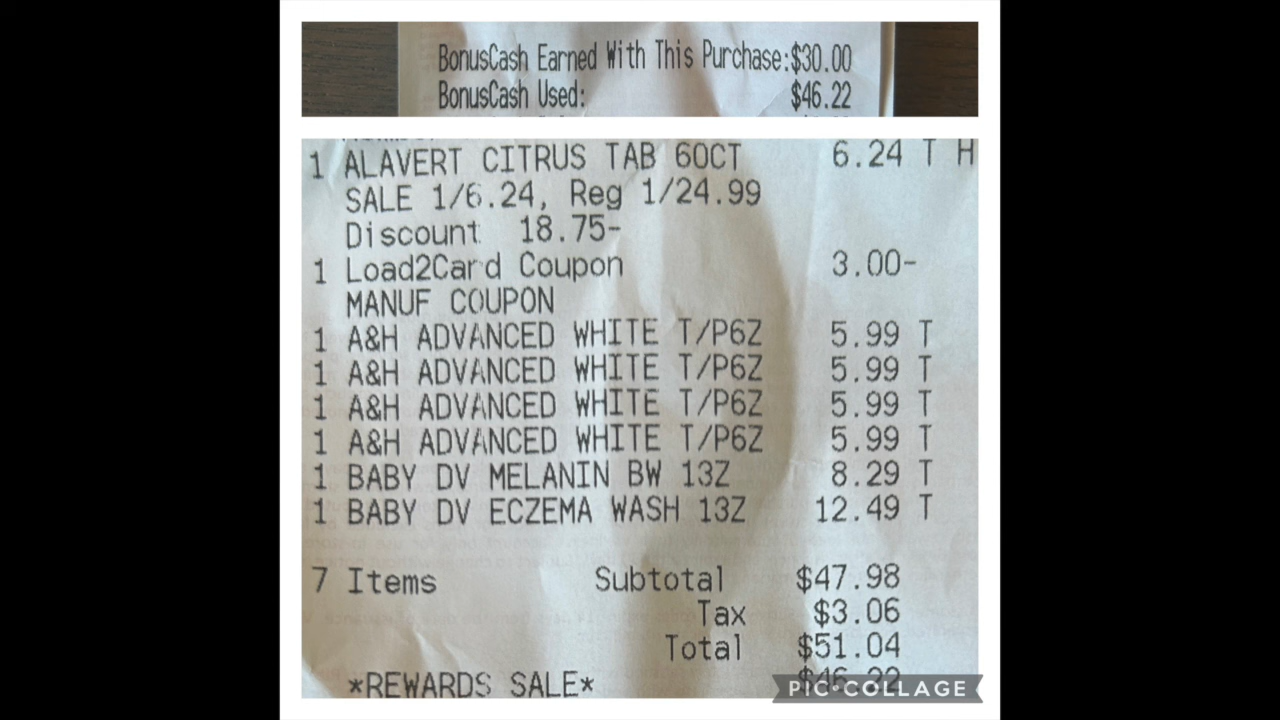 BonusCash Earned With This Purchase:$30.00
BonusCash Used: $46.22
1 ALAVERT CITRUS TAB 60CT 6.24 T H
SALE 1/6.24, Reg 1/24.99
Discount 18.75-
1 Load2Card Coupon 3.00-
MANUF COUPON
1 A&H ADVANCED WHITE T/P6Z 5.99 T
1 A&H ADVANCED WHITE T/P6Z 5.99 T
1 A&H ADVANCED WHITE T/P6Z 5.99 T
1 A&H ADVANCED WHITE T/P6Z 5.99 T
1 BABY DV MELANIN BW 13Z 8.29 T
1 BABY DV ECZEMA WASH 13Z 12.49 T
7 Items Subtotal $47.98
Tax $3.06
Total $51.04
*REWARDS SALE* $46.22
PIC•COLLAGE